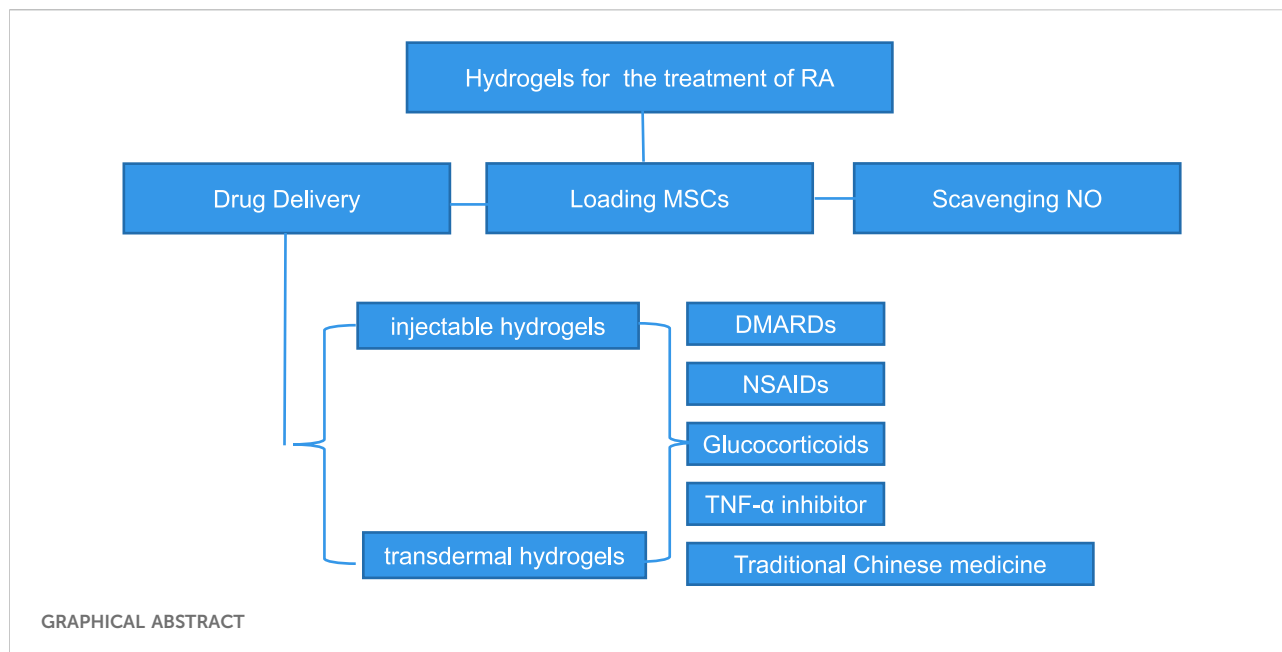 Hydrogels for the treatment of RA
Drug Delivery
Loading MSCs
Scavenging NO
injectable hydrogels
transdermal hydrogels
DMARDs
NSAIDs
Glucocorticoids
TNF-α inhibitor
Traditional Chinese medicine
GRAPHICAL ABSTRACT